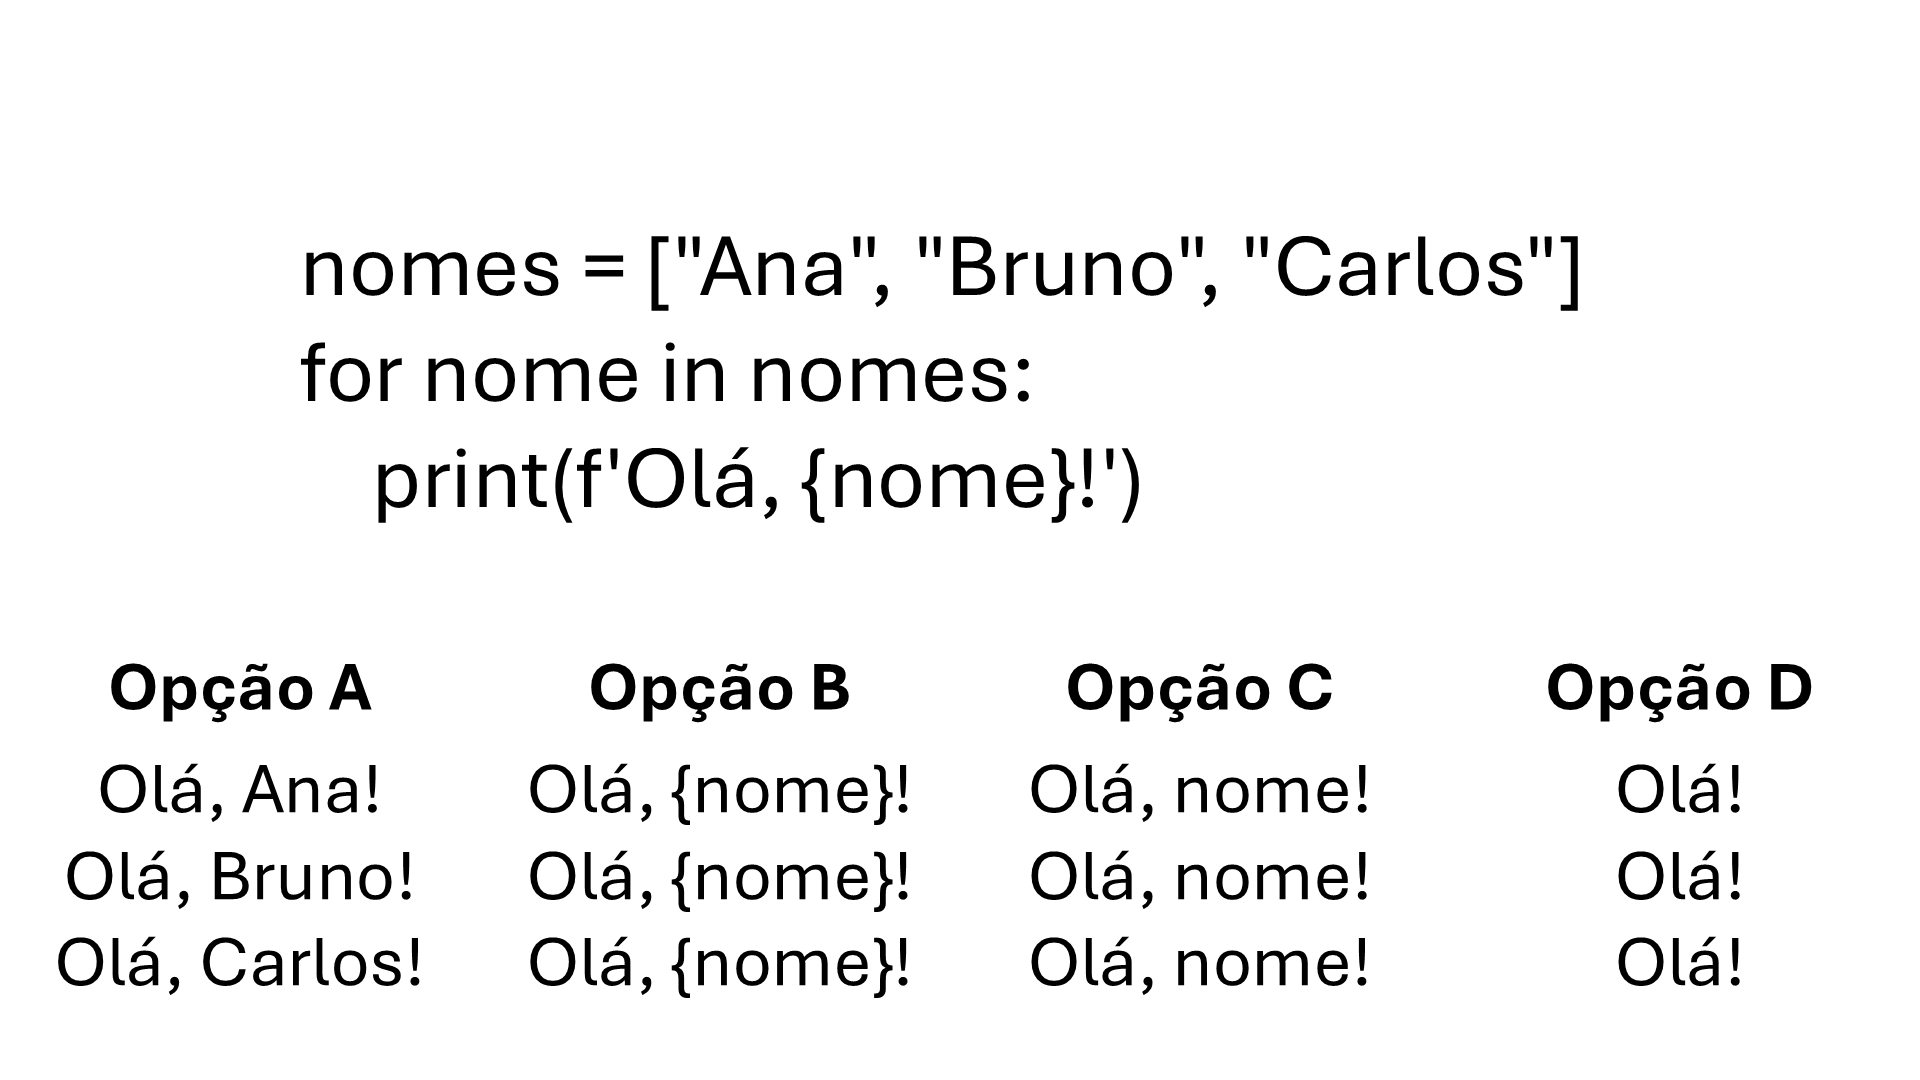 nomes = ["Ana", "Bruno", "Carlos"]
for nome in nomes:
    print(f'Olá, {nome}!')
Opção A
Olá, Ana!
Olá, Bruno!
Olá, Carlos!
Opção B
Olá, {nome}!
Olá, {nome}!
Olá, {nome}!
Opção C
Olá, nome!
Olá, nome!
Olá, nome!
Opção D
Olá!
Olá!
Olá!